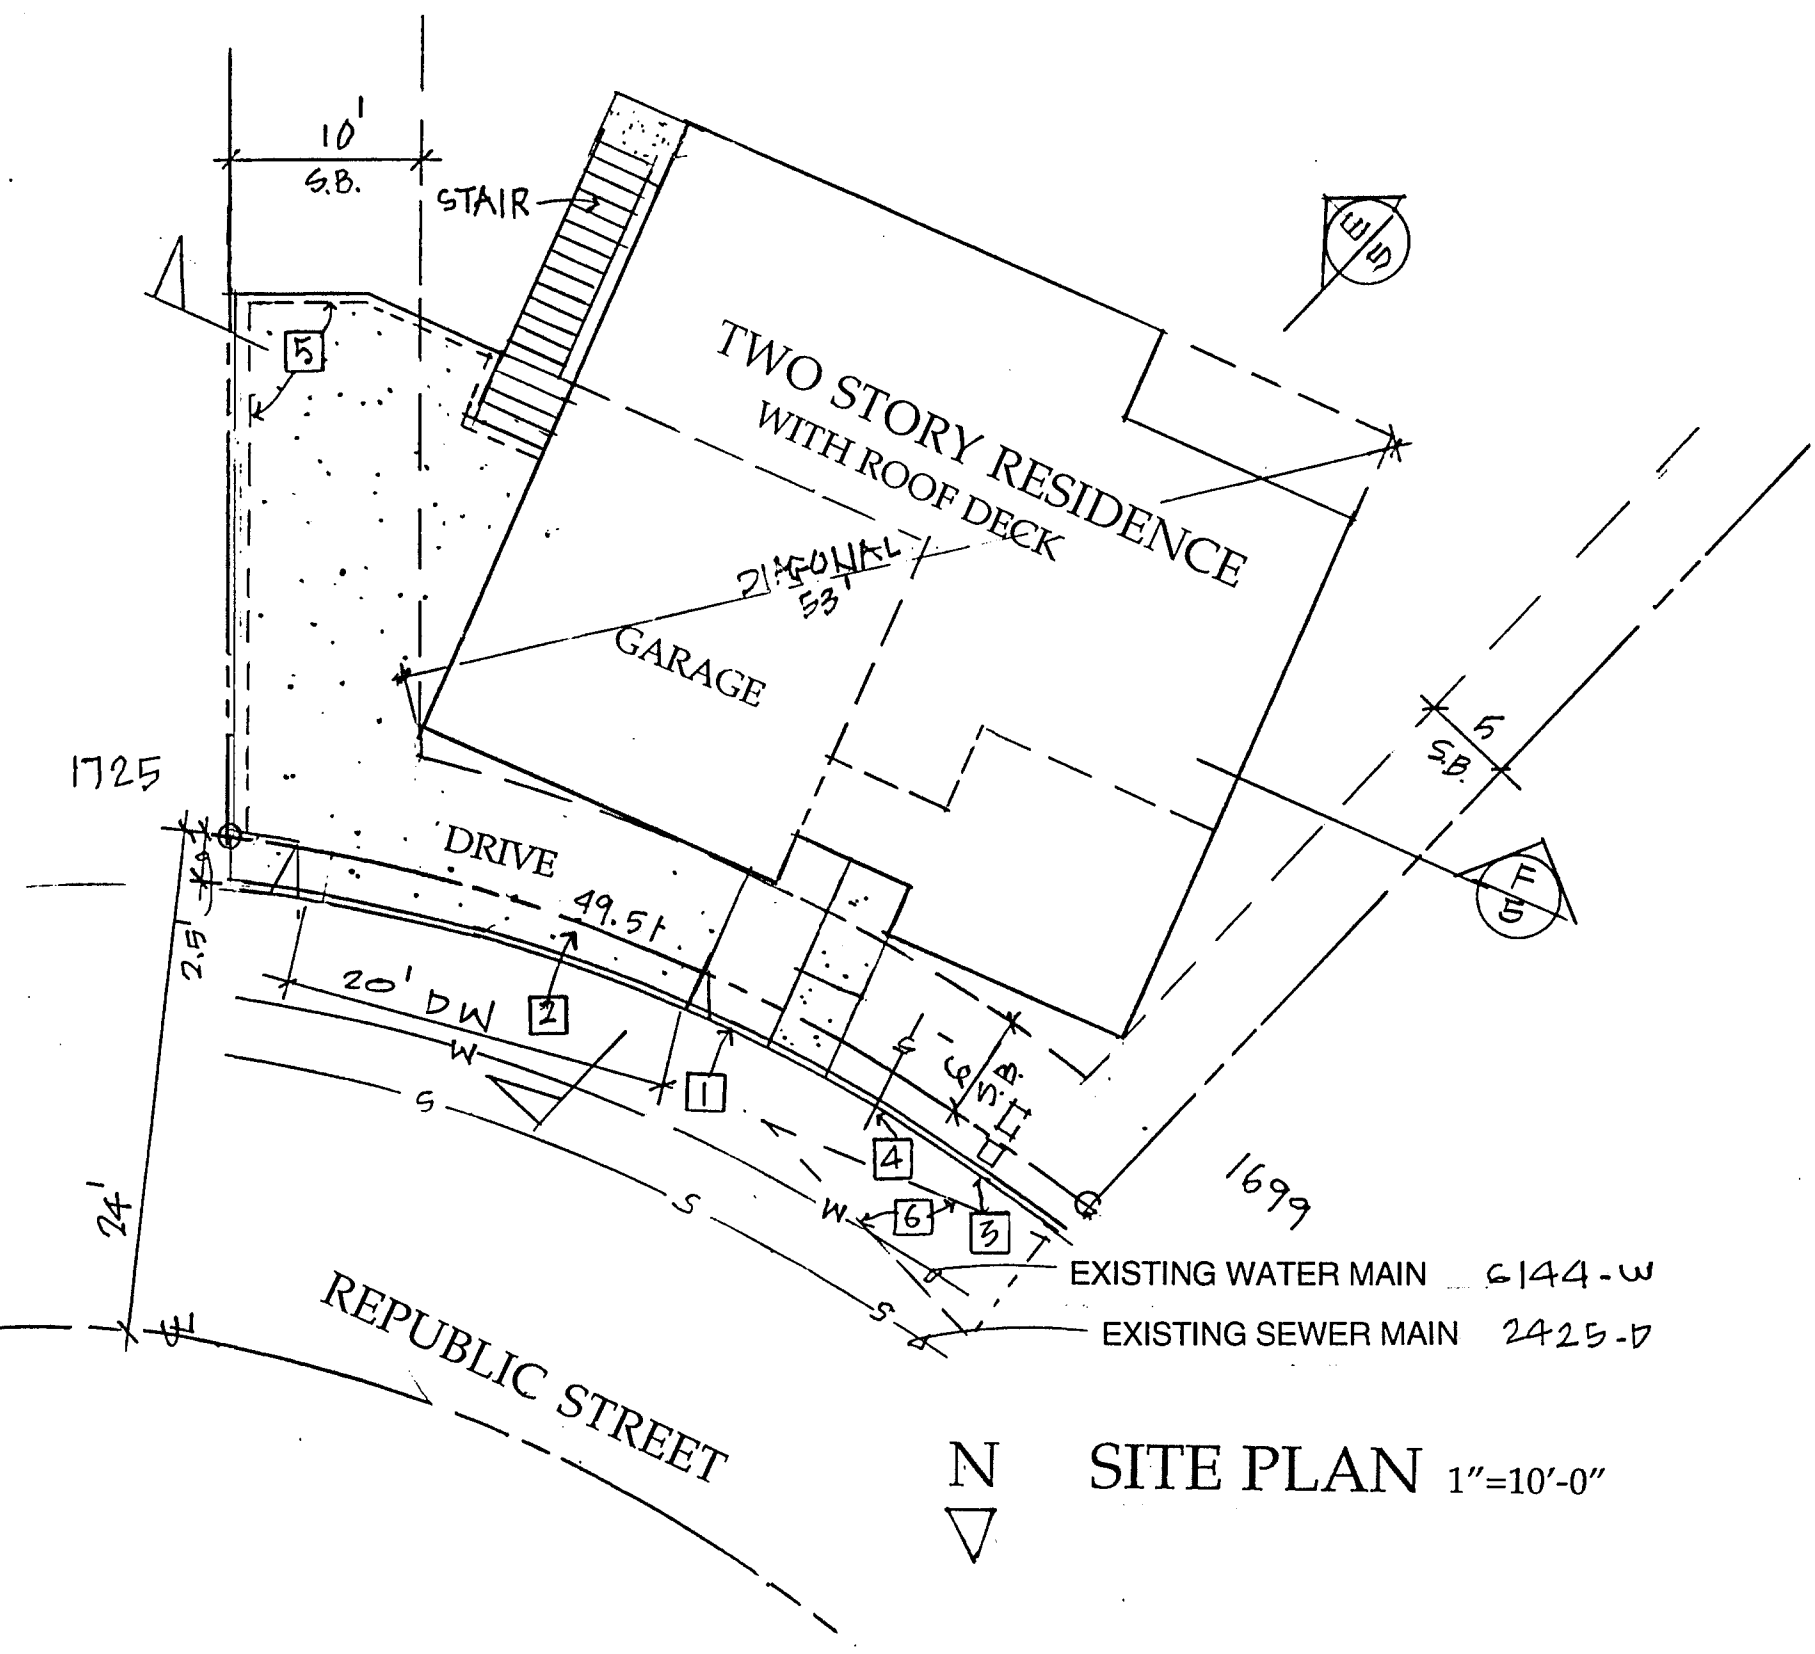 10'
S.B.
STAIR
E
5
5
TWO STORY RESIDENCE
WITH ROOF DECK
DIAGONAL
53'
GARAGE
5
S.B.
1725
DRIVE
F
5
49.51
2.5'
20' DW
2
W
1
S
6'
S.B.
4
24'
S
W
6
3
1699
EXISTING WATER MAIN 6144-W
S
EXISTING SEWER MAIN 2425-D
REPUBLIC STREET
N
SITE PLAN 1"=10'-0"